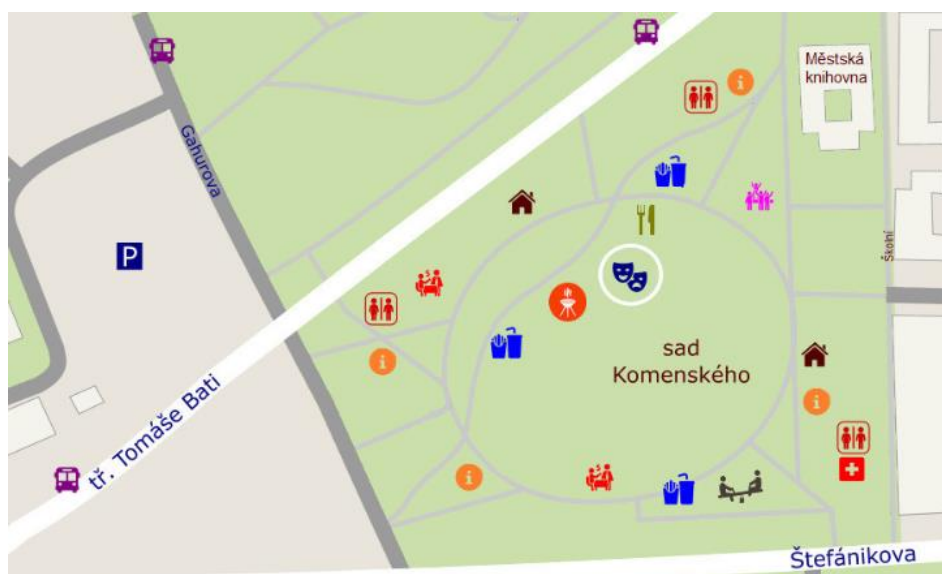 Městská
knihovna
Gahurova
Školní
P
sad
Komenského
tř. Tomáše Bati
Štefánikova